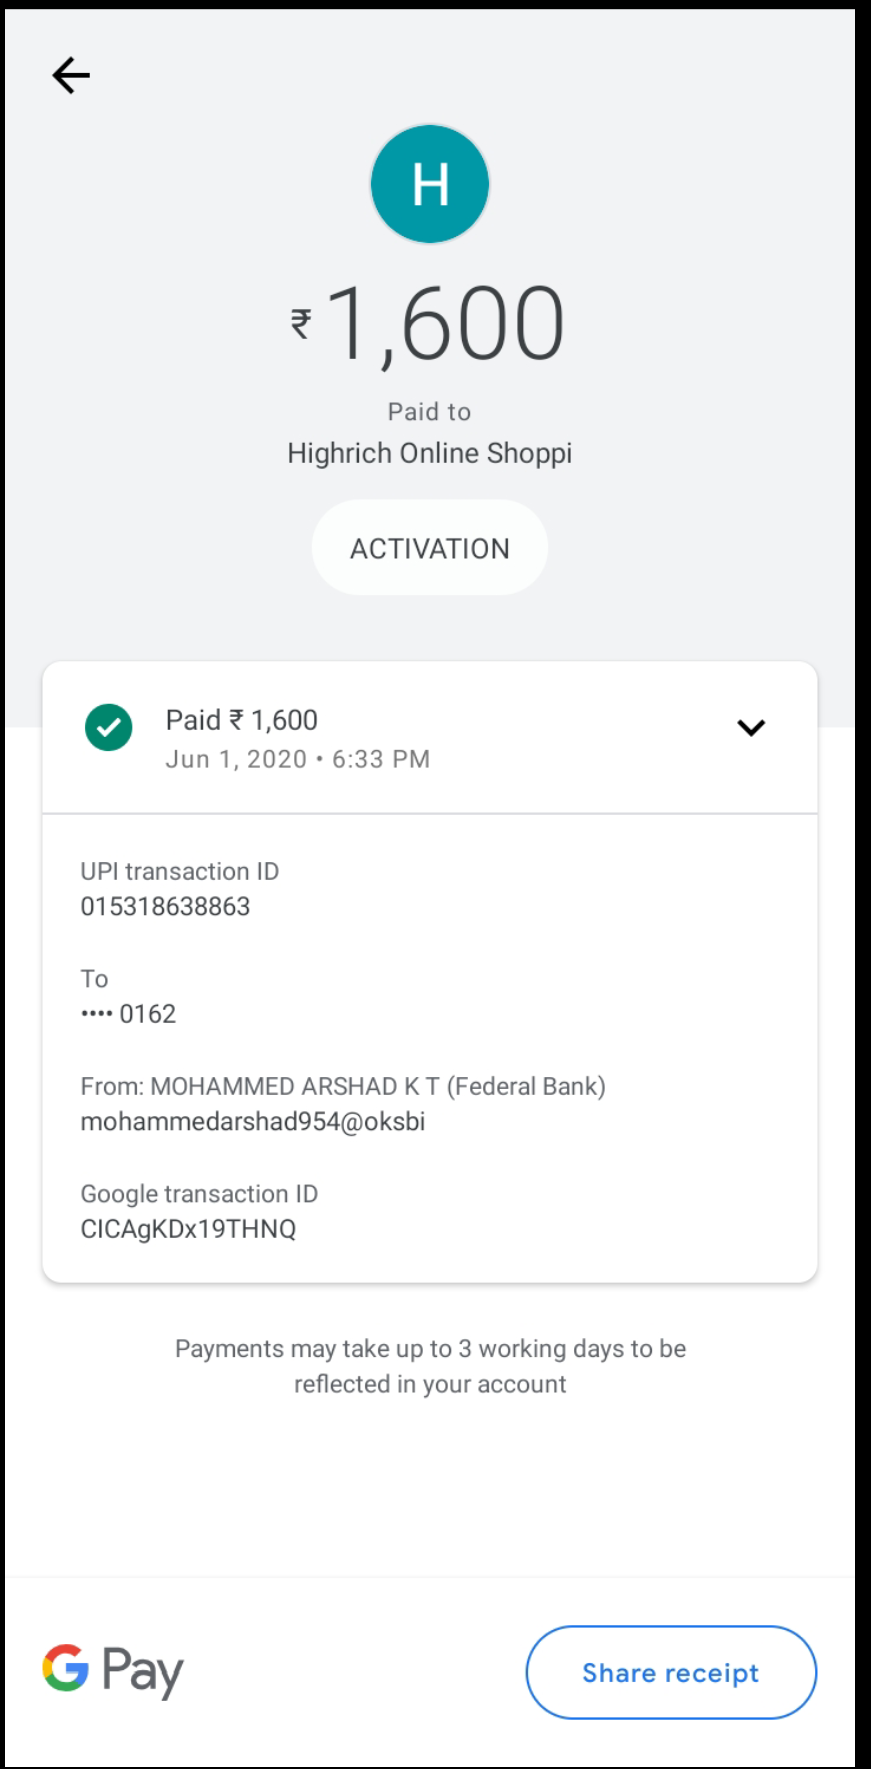 H
₹1,600
Paid to
Highrich Online Shoppi
ACTIVATION
Paid ₹ 1,600
Jun 1, 2020 • 6:33 PM
UPI transaction ID
015318638863
To
•••• 0162
From: MOHAMMED ARSHAD K T (Federal Bank)
mohammedarshad954@oksbi
Google transaction ID
CICAgKDx19THNQ
Payments may take up to 3 working days to be
reflected in your account
G Pay
Share receipt